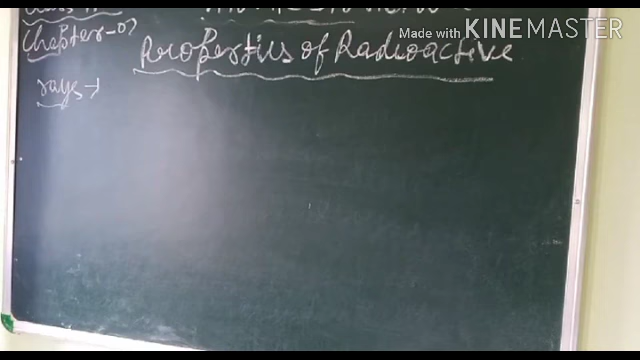 Made with KINEMASTER
Chapter-07
Properties of Radioactive
rays→